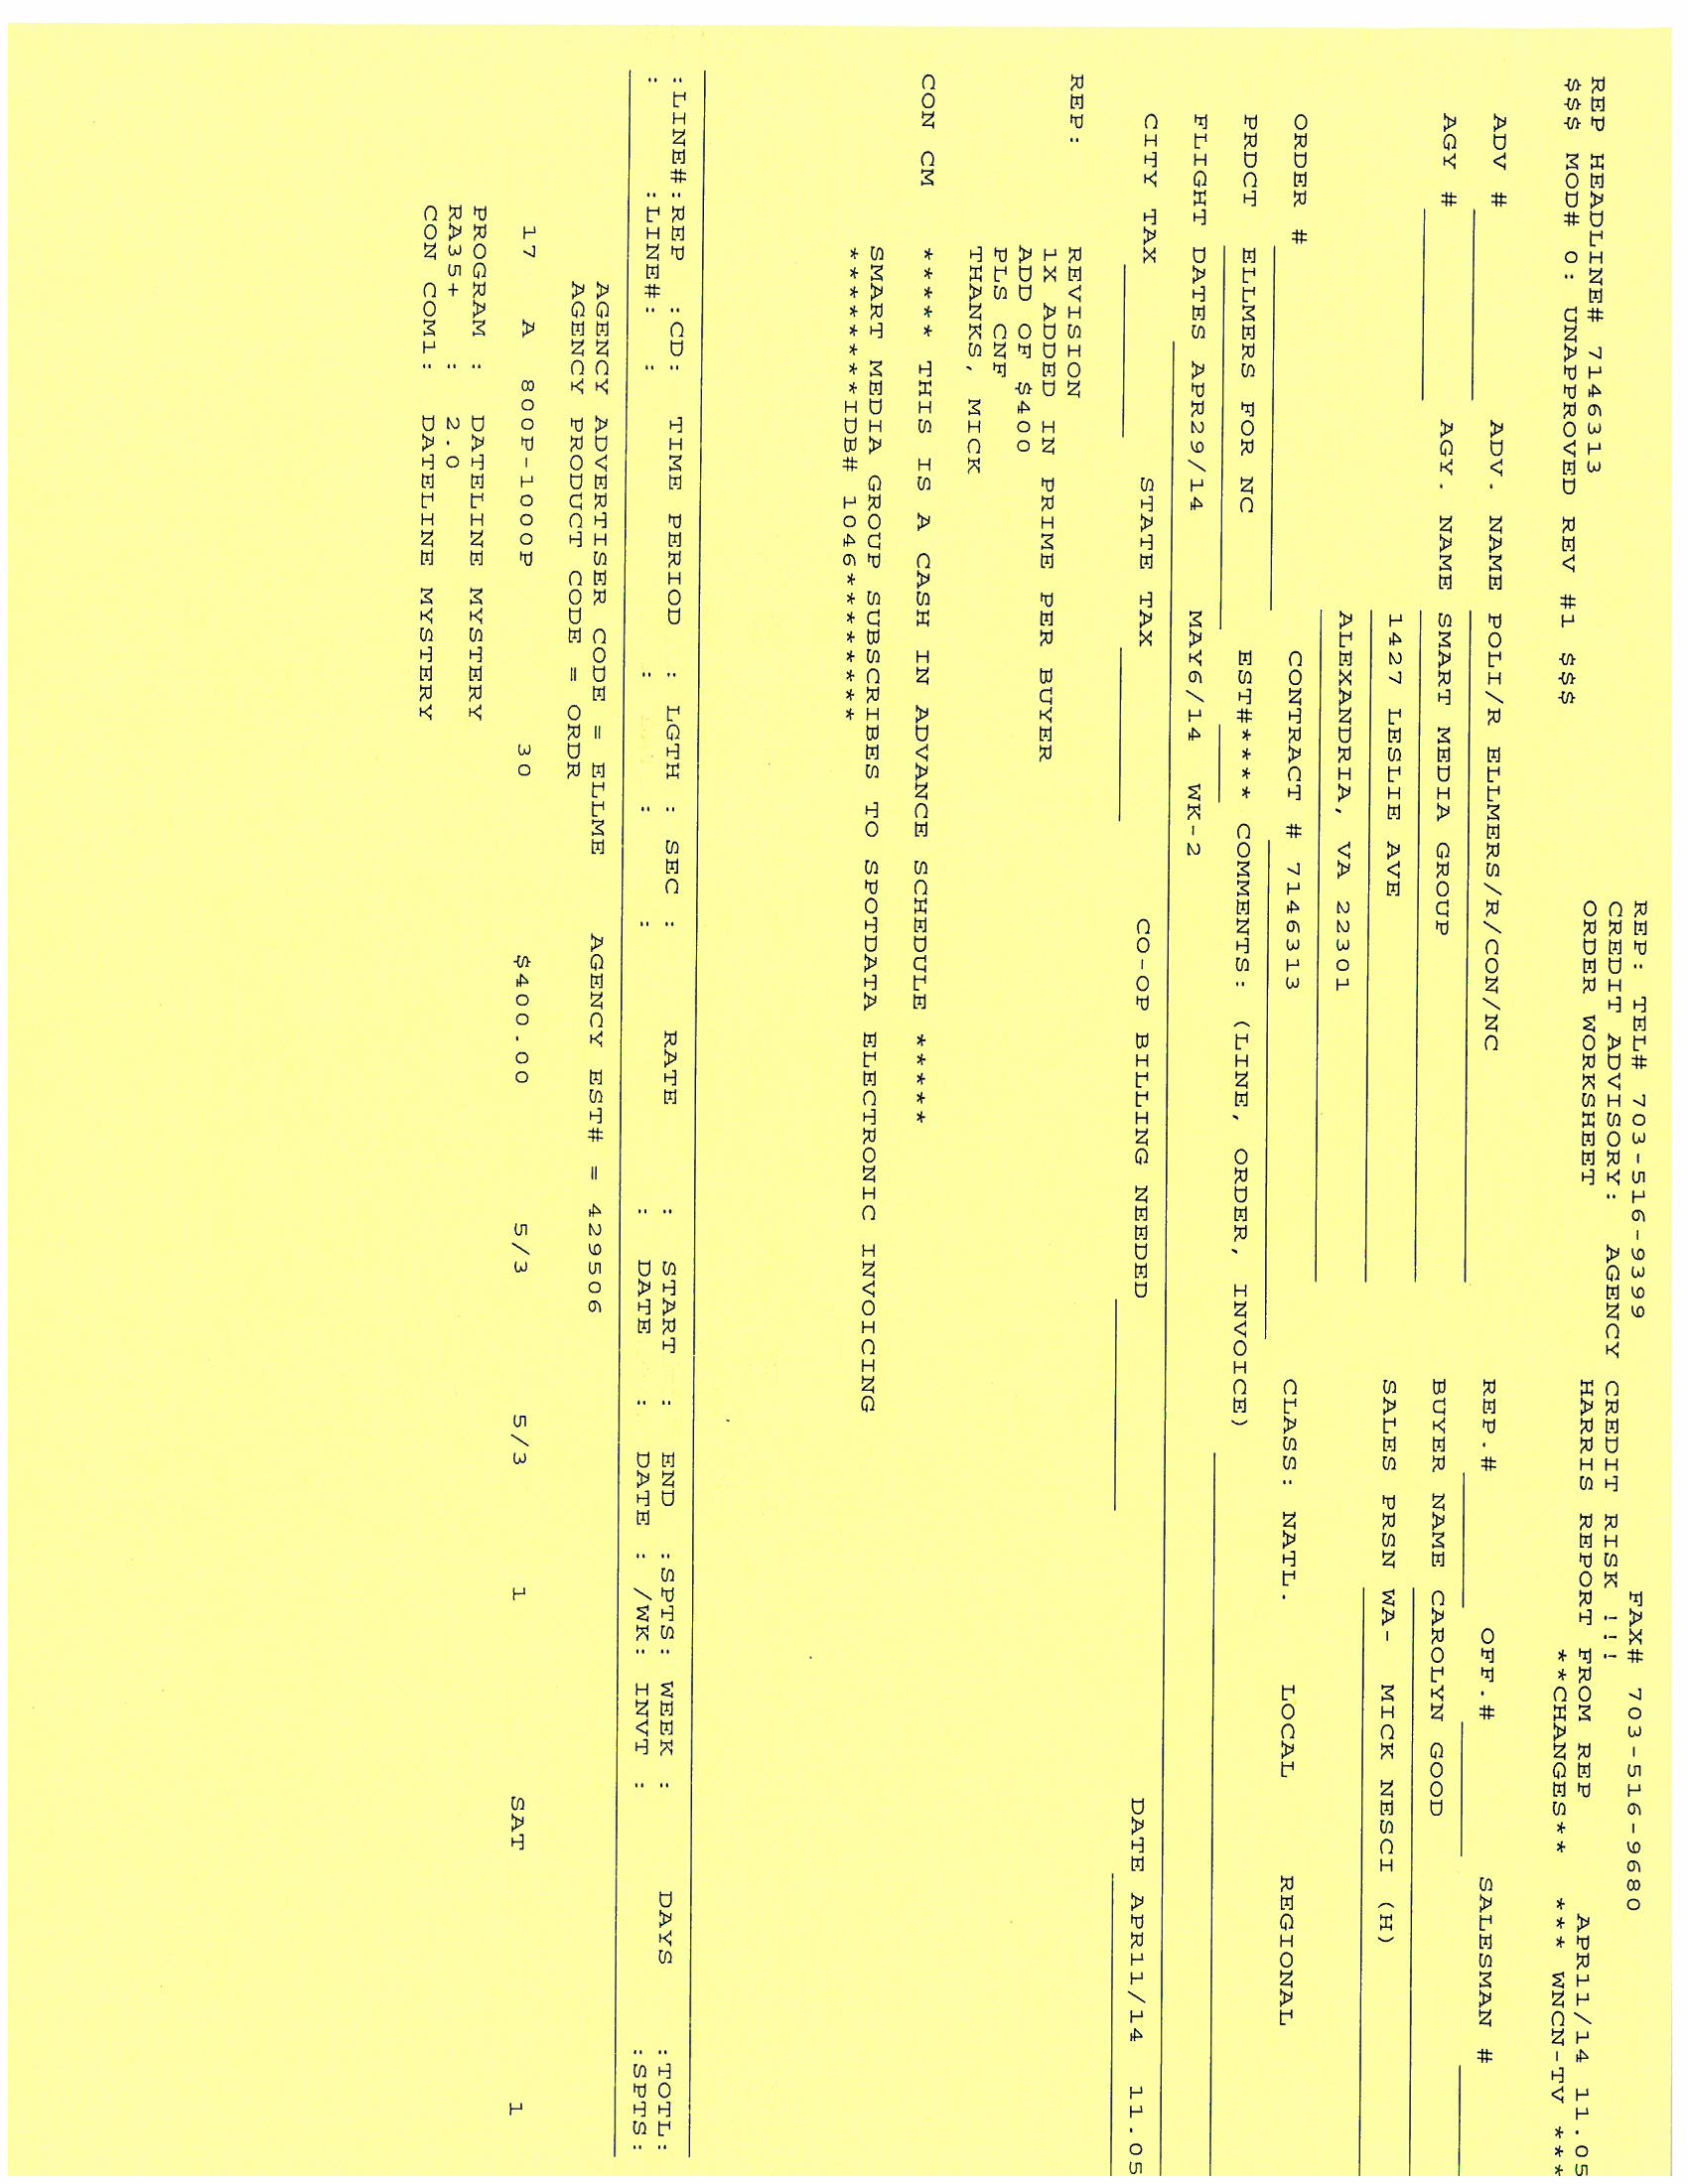 REP: TEL# 703-516-9399 FAX# 703-516-9680
CREDIT ADVISORY: AGENCY CREDIT RISK !!!
ORDER WORKSHEET HARRIS REPORT FROM REP APR11/14 11.05
REP HEADLINE# 7146313 **CHANGES** *** WNCN-TV ***
$$$ MOD# 0: UNAPPROVED REV #1 $$$
ADV # ADV. NAME POLI/R ELLMERS/R/CON/NC REP.# OFF.# SALESMAN #
AGY # AGY. NAME SMART MEDIA GROUP BUYER NAME CAROLYN GOOD
1427 LESLIE AVE SALES PRSN WA- MICK NESCI (H)
ALEXANDRIA, VA 22301
ORDER # CONTRACT # 7146313 CLASS: NATL. LOCAL REGIONAL
PRDCT ELLMERS FOR NC EST#**** COMMENTS: (LINE, ORDER, INVOICE)
FLIGHT DATES APR29/14 MAY6/14 WK-2
CITY TAX STATE TAX CO-OP BILLING NEEDED DATE APR11/14 11.05
REP: REVISION
1X ADDED IN PRIME PER BUYER
ADD OF $400
PLS CNF
THANKS, MICK
CON CM ***** THIS IS A CASH IN ADVANCE SCHEDULE *****
SMART MEDIA GROUP SUBSCRIBES TO SPOTDATA ELECTRONIC INVOICING
**********IDB# 1046**********
:LINE#:REP :CD: TIME PERIOD : LGTH : SEC : RATE : START : END :SPTS: WEEK : DAYS :TOTL:
: :LINE#: : : : : : DATE : DATE : /WK: INVT : :SPTS:
AGENCY ADVERTISER CODE = ELLME AGENCY EST# = 429506
AGENCY PRODUCT CODE = ORDR
17 A 800P-1000P 30 $400.00 5/3 5/3 1 SAT 1
PROGRAM : DATELINE MYSTERY
RA35+ : 2.0
CON COM1: DATELINE MYSTERY